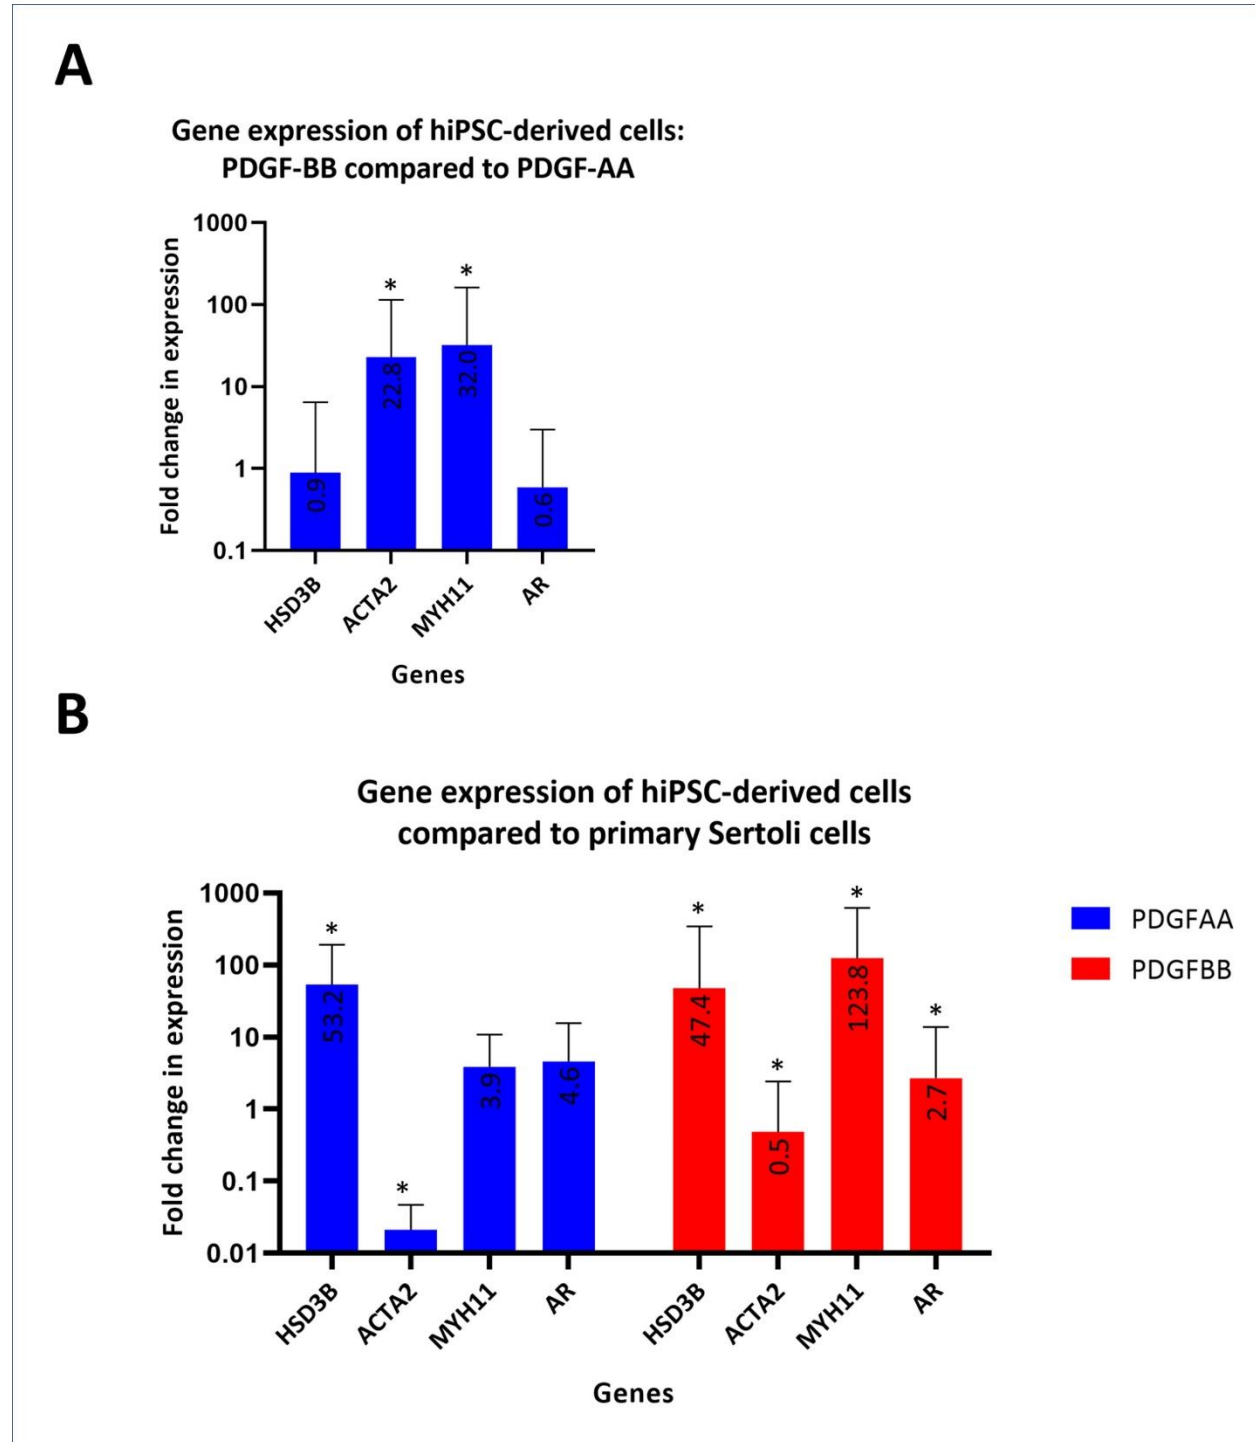 A
Gene expression of hiPSC-derived cells:
PDGF-BB compared to PDGF-AA
Fold change in expression
1000
100
10
1
0.1
* *
0.9 22.8 32.0 0.6
HSD3B ACTA2 MYH11 AR
Genes
B
Gene expression of hiPSC-derived cells
compared to primary Sertoli cells
Fold change in expression
1000
100
10
1
0.1
0.01
* * * * * *
53.2 3.9 4.6 47.4 0.5 123.8 2.7
HSD3B ACTA2 MYH11 AR HSD3B ACTA2 MYH11 AR
Genes
PDGFAA
PDGFBB